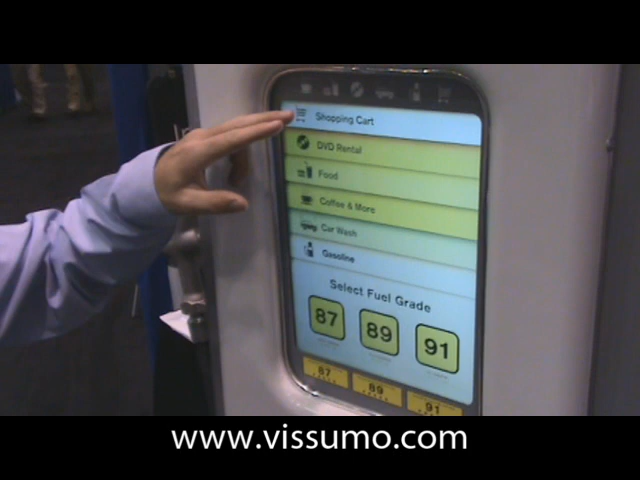 In
Shopping Cart
DVD Rental
Food
Coffee & More
Car Wash
Gasoline
Select Fuel Grade
87 89 91
87 89 91
www.vissumo.com